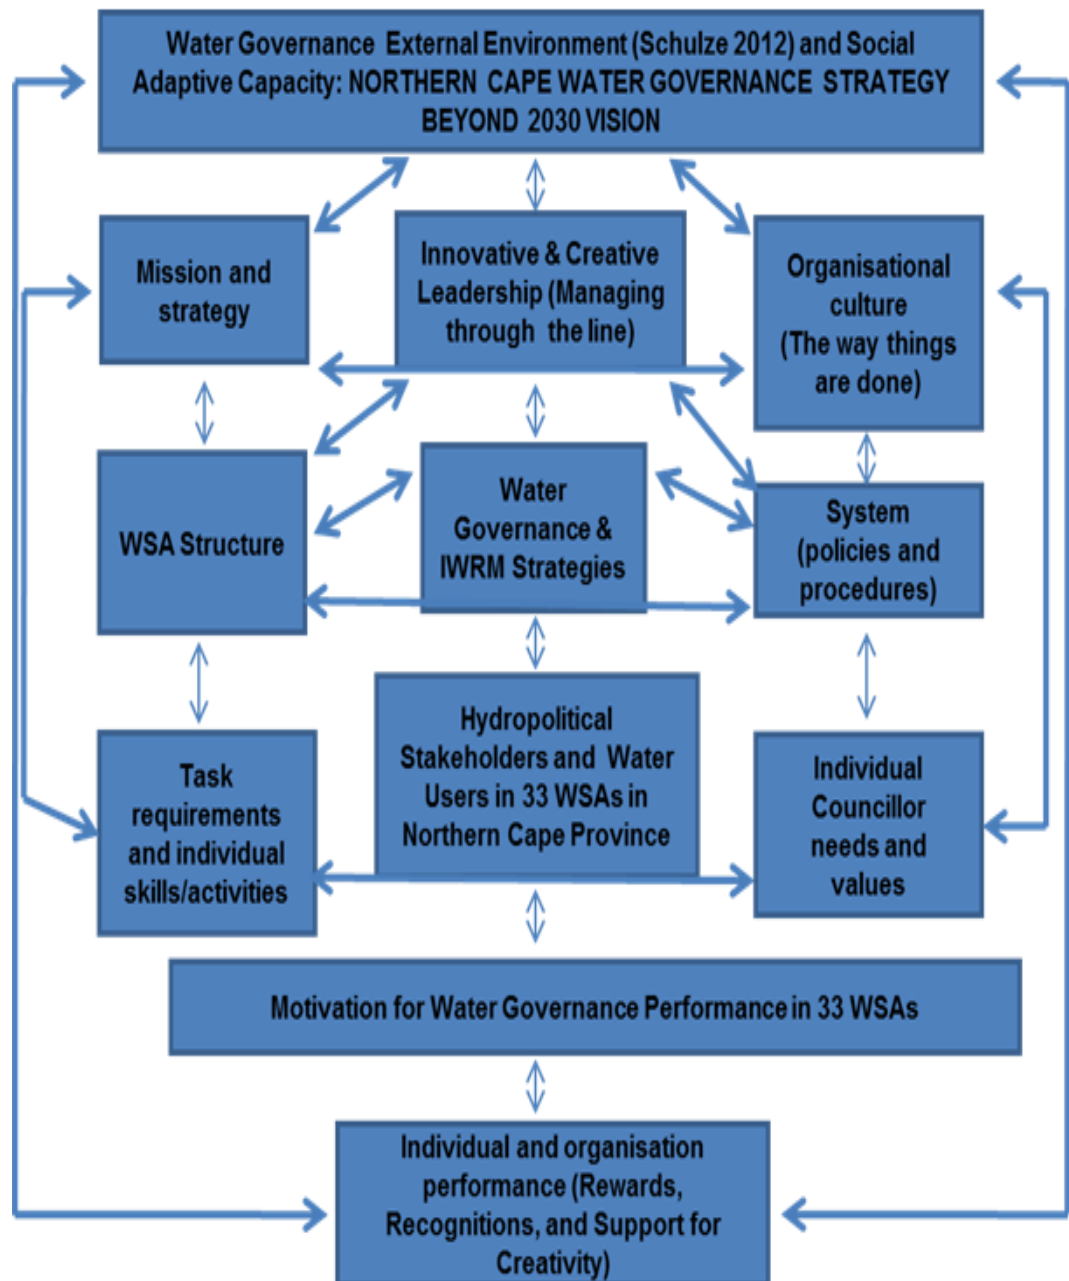 Water Governance External Environment (Schulze 2012) and Social
Adaptive Capacity: NORTHERN CAPE WATER GOVERNANCE STRATEGY
BEYOND 2030 VISION
Mission and
strategy
Innovative & Creative
Leadership (Managing
through the line)
Organisational
culture
(The way things
are done)
WSA Structure
Water
Governance &
IWRM Strategies
System
(policies and
procedures)
Task
requirements
and individual
skills/activities
Hydropolitical
Stakeholders and Water
Users in 33 WSAs in
Northern Cape Province
Individual
Councillor
needs and
values
Motivation for Water Governance Performance in 33 WSAs
Individual and organisation
performance (Rewards,
Recognitions, and Support for
Creativity)